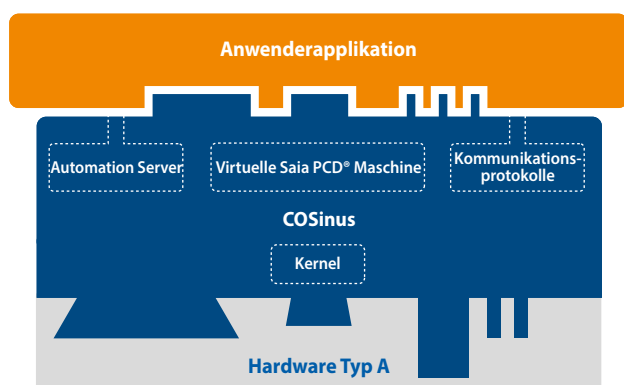 Anwenderapplikation
Automation Server
Virtuelle Saia PCD® Maschine
Kommunikations-
protokolle
COSinus
Kernel
Hardware Typ A